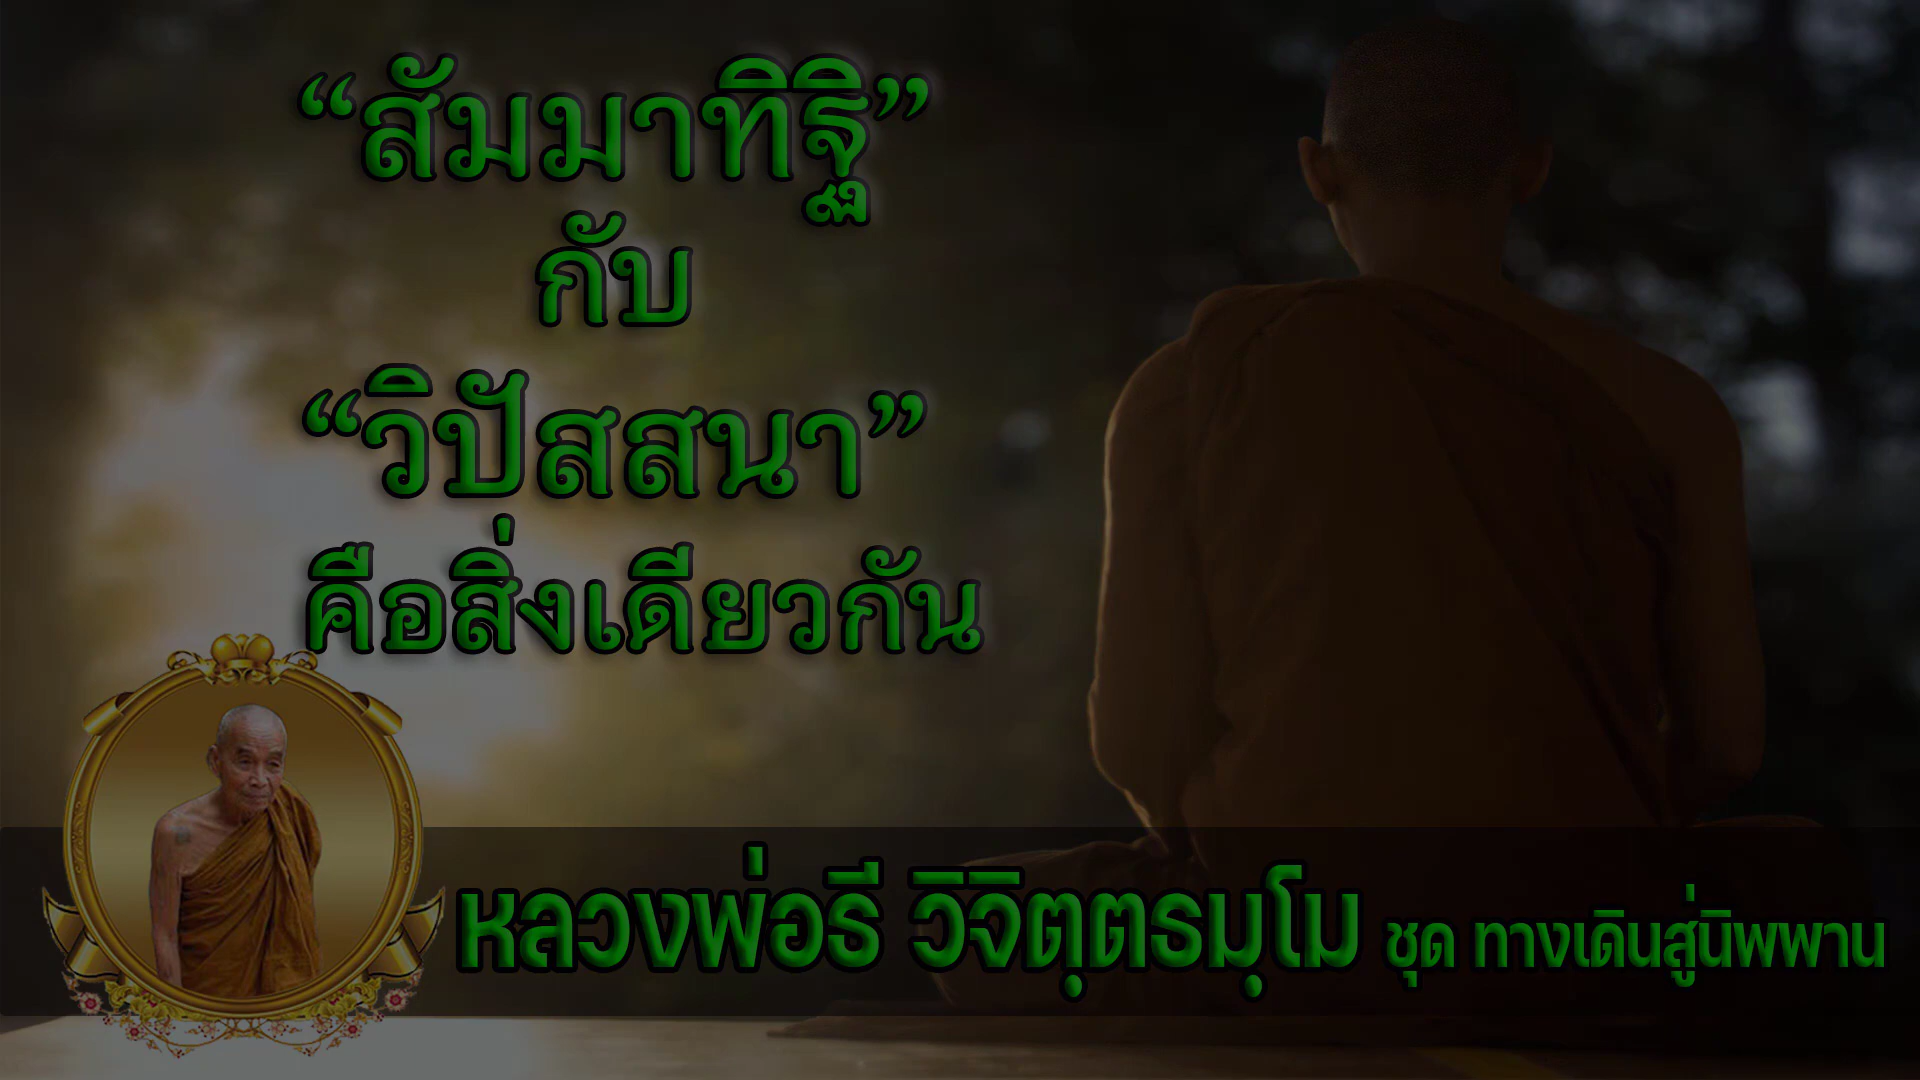 “สัมมาทิฐิ”
กับ
“วิปัสสนา”
คือสิ่งเดียวกัน
หลวงพ่อธี วิจิตฺตธมฺโม ชุด ทางเดินสู่นิพพาน